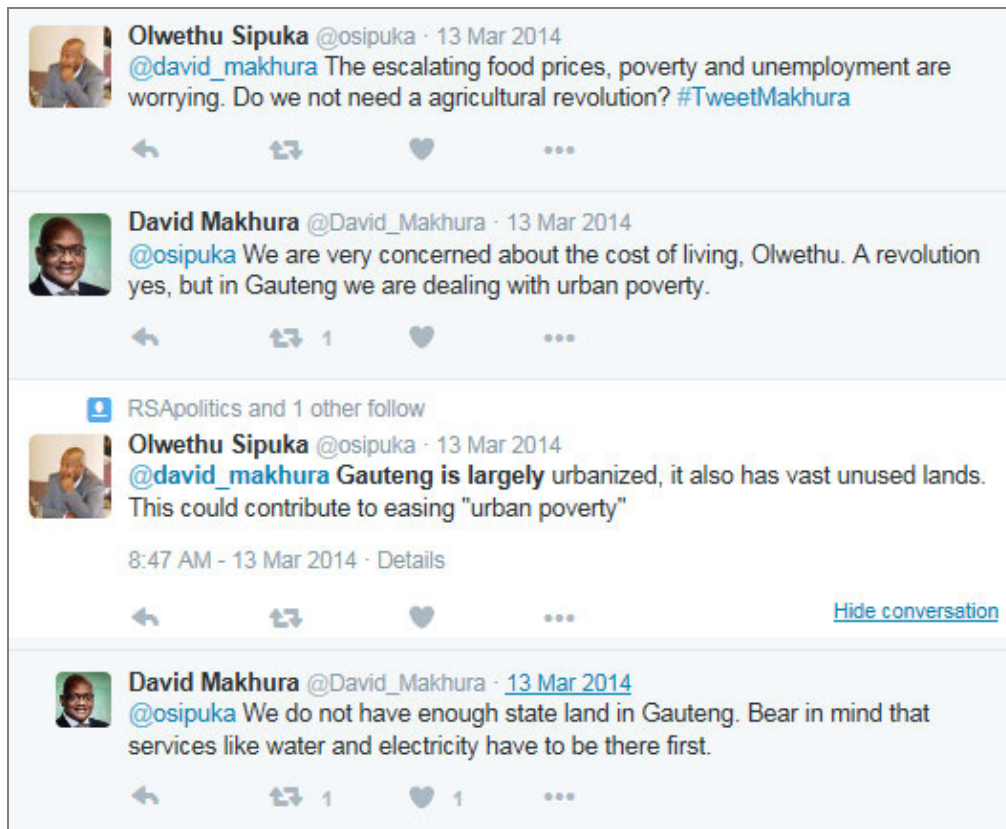 Olwethu Sipuka @osipuka · 13 Mar 2014
@david_makhura The escalating food prices, poverty and unemployment are
worrying. Do we not need a agricultural revolution? #TweetMakhura
David Makhura @David_Makhura · 13 Mar 2014
@osipuka We are very concerned about the cost of living, Olwethu. A revolution
yes, but in Gauteng we are dealing with urban poverty.
1
RSApolitics and 1 other follow
Olwethu Sipuka @osipuka · 13 Mar 2014
@david_makhura Gauteng is largely urbanized, it also has vast unused lands.
This could contribute to easing "urban poverty"
8:47 AM - 13 Mar 2014 · Details
Hide conversation
David Makhura @David_Makhura · 13 Mar 2014
@osipuka We do not have enough state land in Gauteng. Bear in mind that
services like water and electricity have to be there first.
1 1